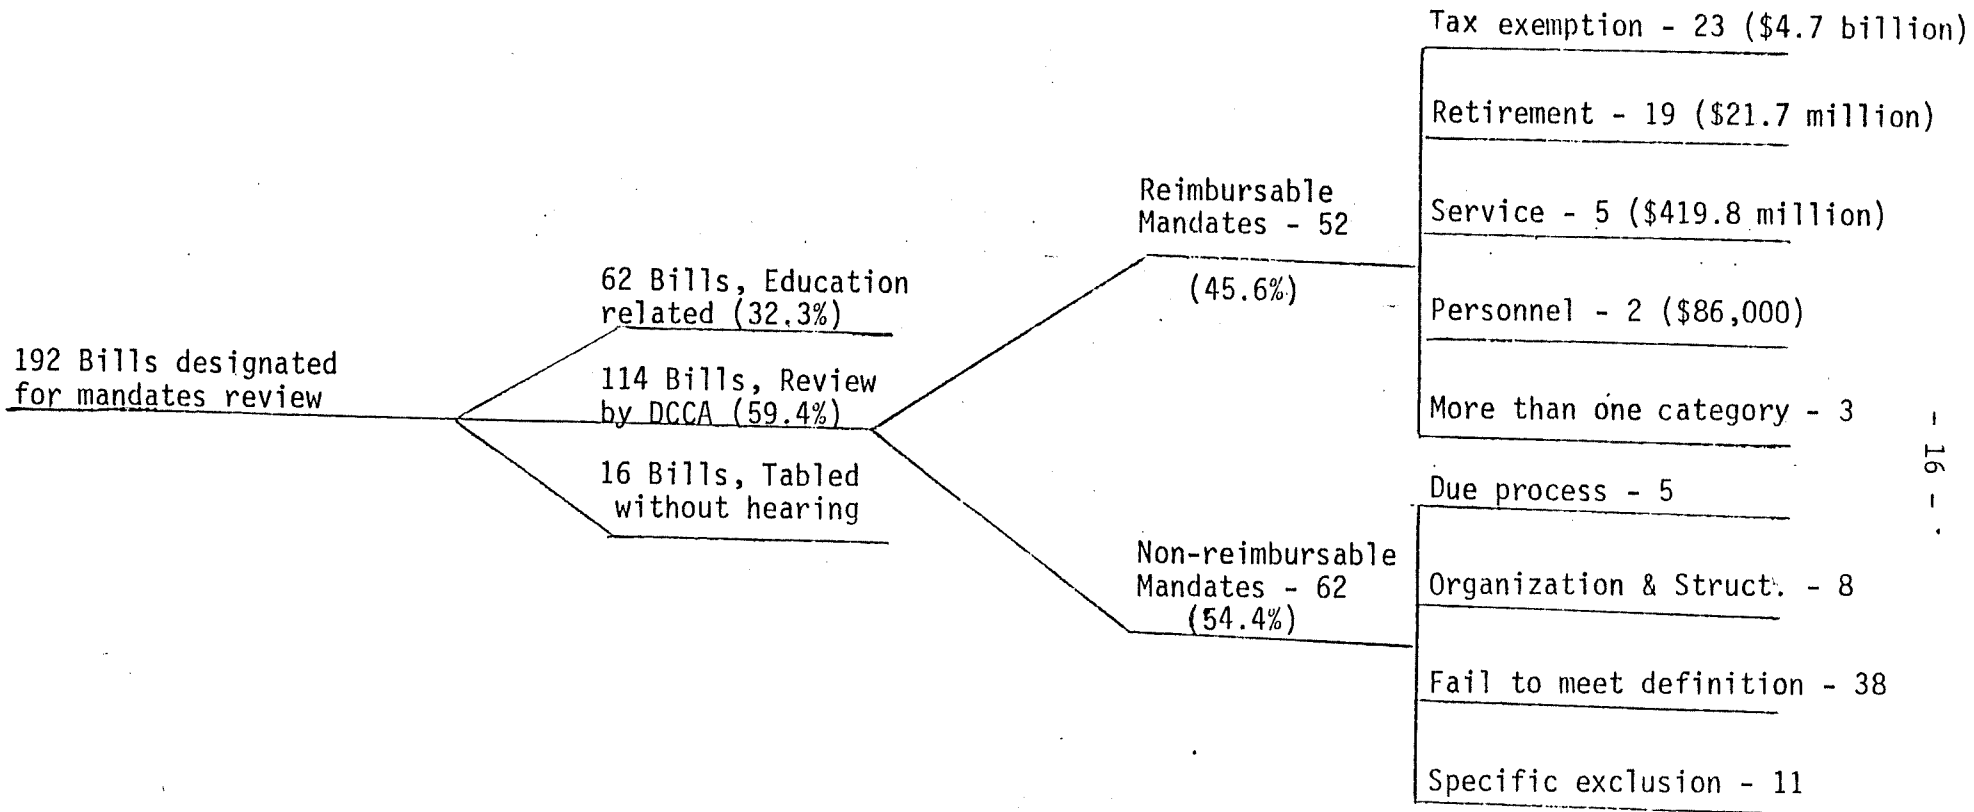 192 Bills designated
for mandates review
62 Bills, Education
related (32.3%)
114 Bills, Review
by DCCA (59.4%)
16 Bills, Tabled
without hearing
Reimbursable
Mandates - 52
(45.6%)
Non-reimbursable
Mandates - 62
(54.4%)
Tax exemption - 23 ($4.7 billion)
Retirement - 19 ($21.7 million)
Service - 5 ($419.8 million)
Personnel - 2 ($86,000)
More than one category - 3
Due process - 5
Organization & Struct. - 8
Fail to meet definition - 38
Specific exclusion - 11
- 16 -